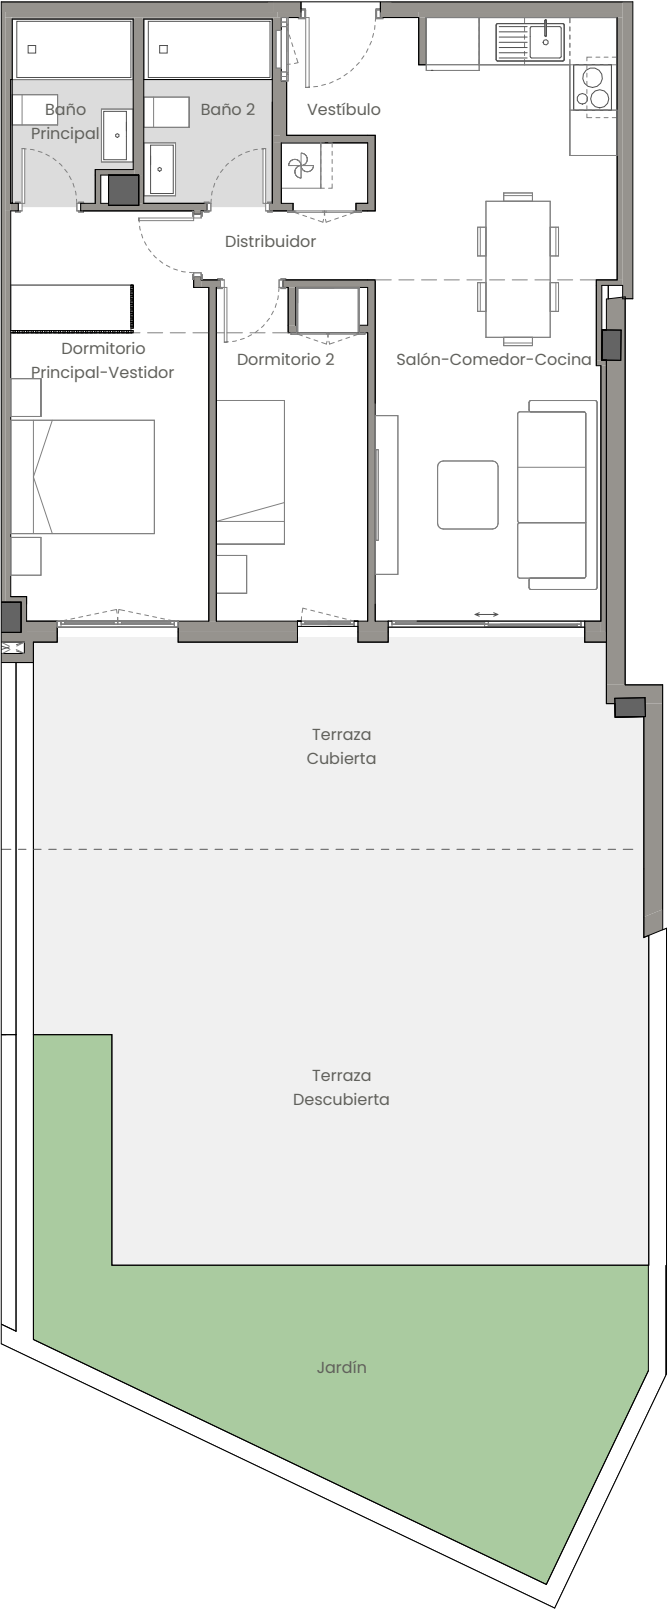 Baño
Principal
Baño 2
Vestíbulo
Distribuidor
Dormitorio
Principal-Vestidor
Dormitorio 2
Salón-Comedor-Cocina
Terraza
Cubierta
Terraza
Descubierta
Jardín